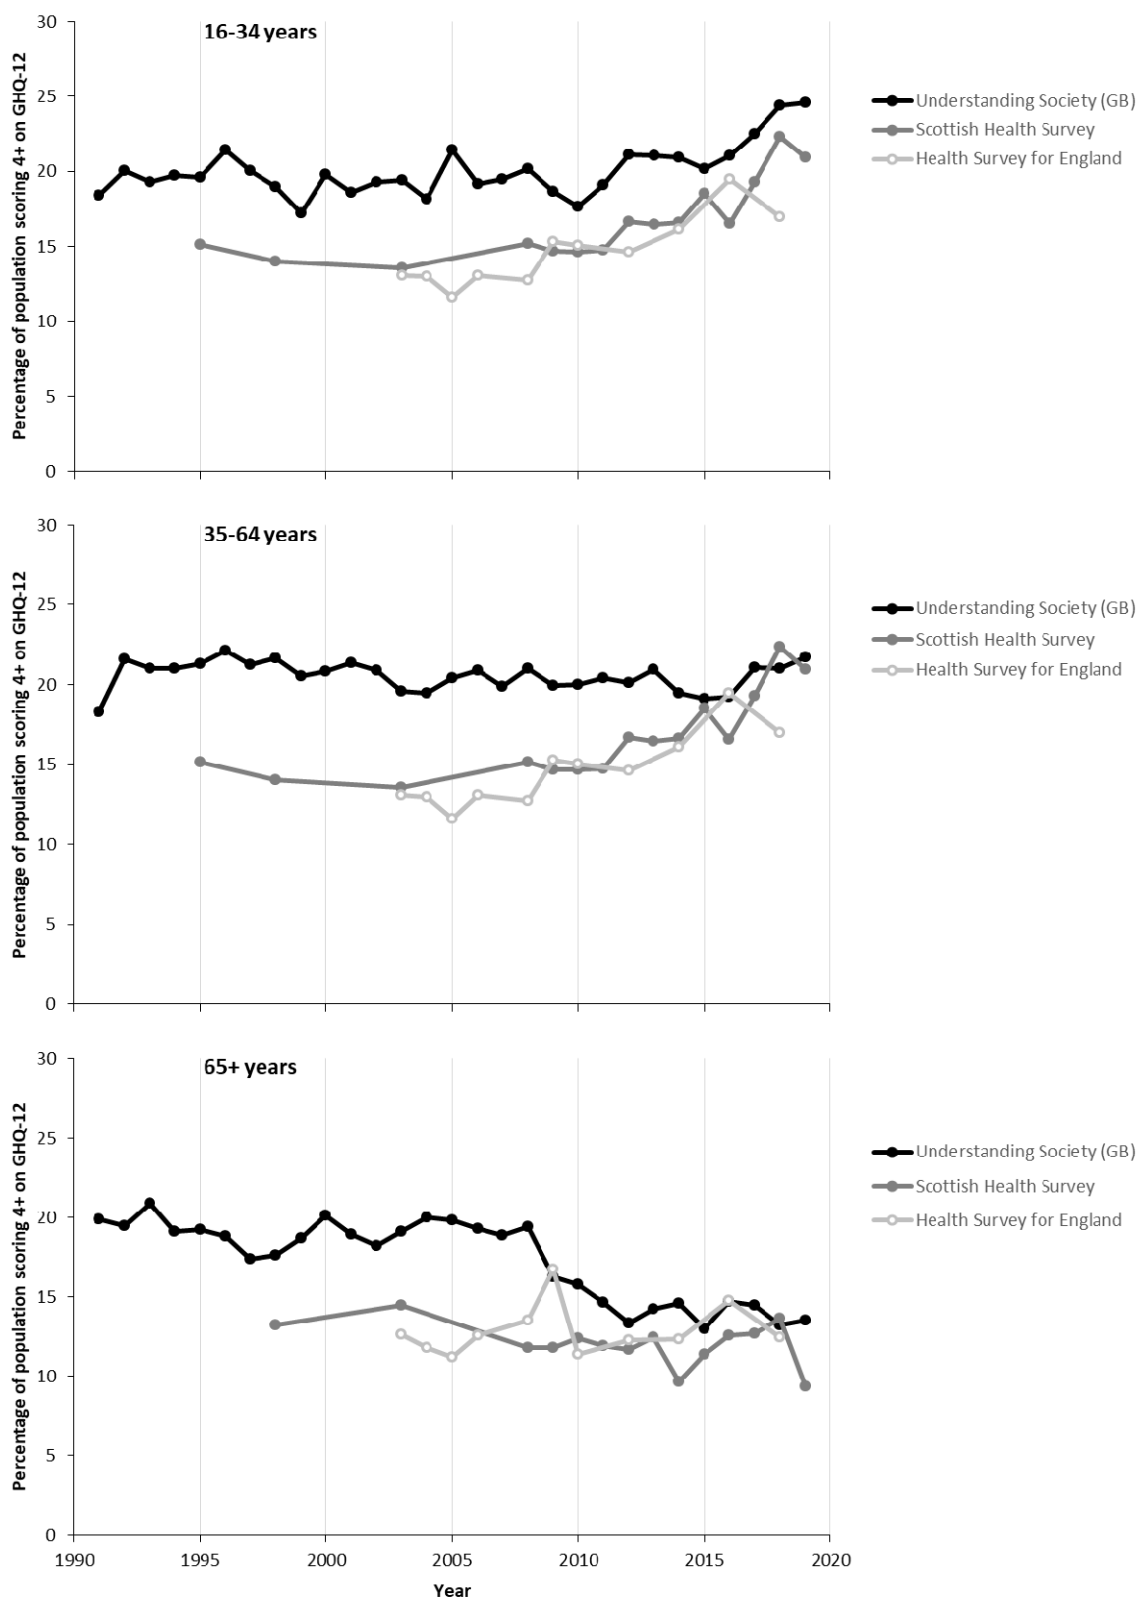 16-34 years
Percentage of population scoring 4+ on GHQ-12
30
25
20
15
10
5
0
Understanding Society (GB)
Scottish Health Survey
Health Survey for England
35-64 years
Percentage of population scoring 4+ on GHQ-12
30
25
20
15
10
5
0
Understanding Society (GB)
Scottish Health Survey
Health Survey for England
65+ years
Percentage of population scoring 4+ on GHQ-12
30
25
20
15
10
5
0
Understanding Society (GB)
Scottish Health Survey
Health Survey for England
1990 1995 2000 2005 2010 2015 2020
Year